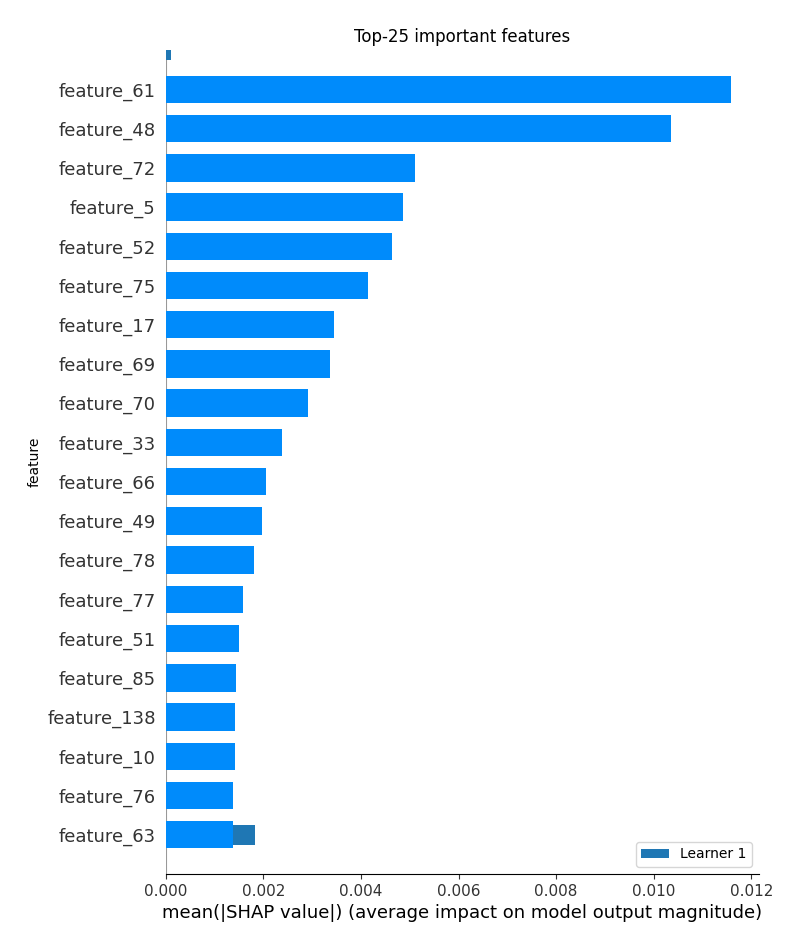 Top-25 important features
feature_61
feature_48
feature_72
feature_5
feature_52
feature_75
feature_17
feature_69
feature_70
feature_33
feature_66
feature_49
feature_78
feature_77
feature_51
feature_85
feature_138
feature_10
feature_76
feature_63
feature
Learner 1
0.000 0.002 0.004 0.006 0.008 0.010 0.012
mean(|SHAP value|) (average impact on model output magnitude)